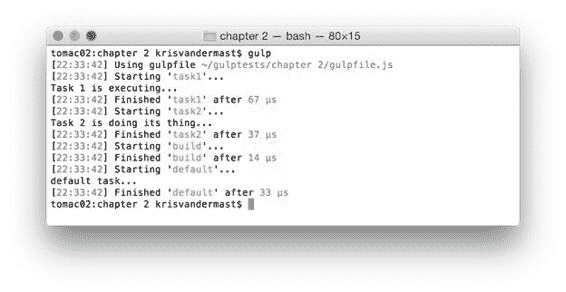 chapter 2 — bash — 80×15
tomac02:chapter 2 krisvandermast$ gulp
[22:33:42] Using gulpfile ~/gulptests/chapter 2/gulpfile.js
[22:33:42] Starting 'task1'...
Task 1 is executing...
[22:33:42] Finished 'task1' after 67 μs
[22:33:42] Starting 'task2'...
Task 2 is doing its thing...
[22:33:42] Finished 'task2' after 37 μs
[22:33:42] Starting 'build'...
[22:33:42] Finished 'build' after 14 μs
[22:33:42] Starting 'default'...
default task...
[22:33:42] Finished 'default' after 33 μs
tomac02:chapter 2 krisvandermast$